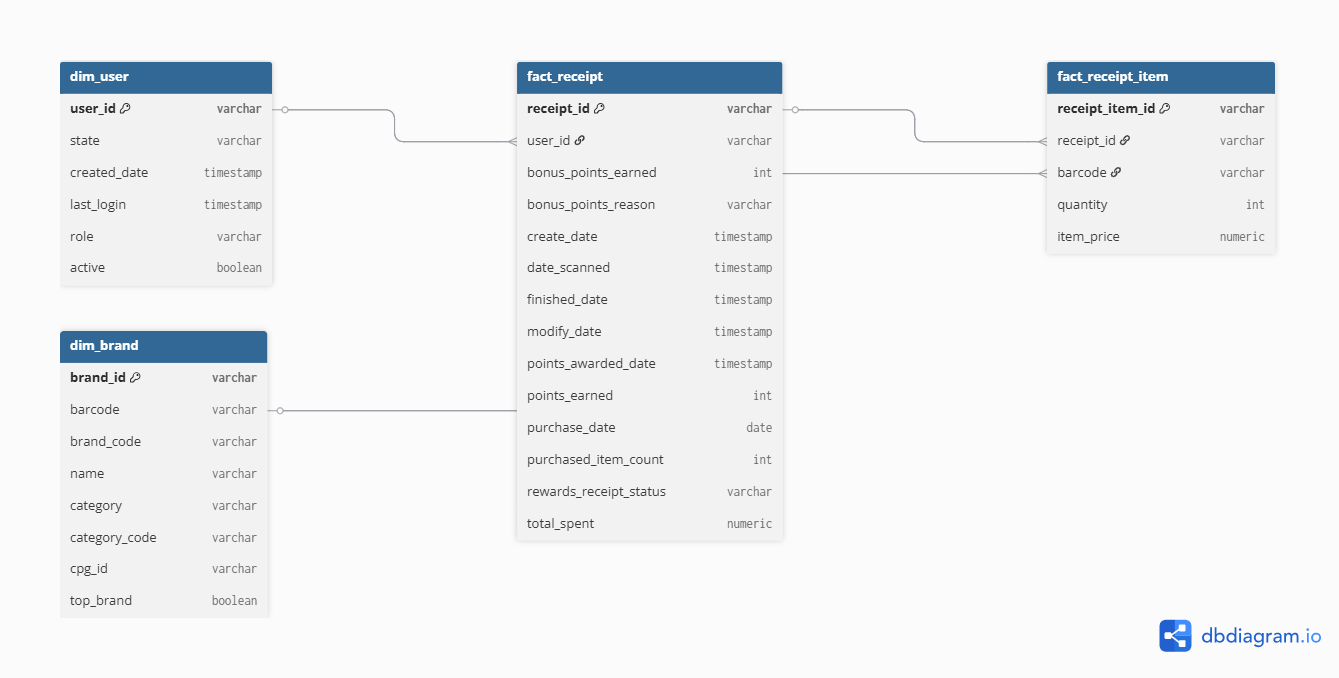 dim_user
user_id varchar
state varchar
created_date timestamp
last_login timestamp
role varchar
active boolean
dim_brand
brand_id varchar
barcode varchar
brand_code varchar
name varchar
category varchar
category_code varchar
cpg_id varchar
top_brand boolean
fact_receipt
receipt_id varchar
user_id varchar
bonus_points_earned int
bonus_points_reason varchar
create_date timestamp
date_scanned timestamp
finished_date timestamp
modify_date timestamp
points_awarded_date timestamp
points_earned int
purchase_date date
purchased_item_count int
rewards_receipt_status varchar
total_spent numeric
fact_receipt_item
receipt_item_id varchar
receipt_id varchar
barcode varchar
quantity int
item_price numeric
dbdiagram.io